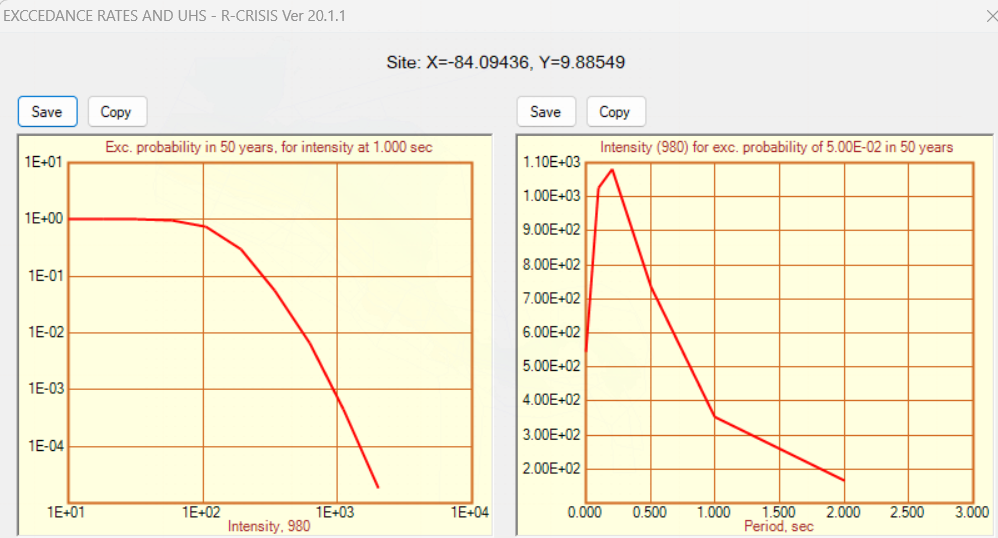 EXCCEDANCE RATES AND UHS - R-CRISIS Ver 20.1.1
Site: X=-84.09436, Y=9.88549
Save Copy
Exc. probability in 50 years, for intensity at 1.000 sec
1E+01
1E+00
1E-01
1E-02
1E-03
1E-04
1E+01 1E+02 1E+03 1E+04
Intensity, 980
Save Copy
Intensity (980) for exc. probability of 5.00E-02 in 50 years
1.10E+03
1.00E+03
9.00E+02
8.00E+02
7.00E+02
6.00E+02
5.00E+02
4.00E+02
3.00E+02
2.00E+02
0.000 0.500 1.000 1.500 2.000 2.500 3.000
Period, sec